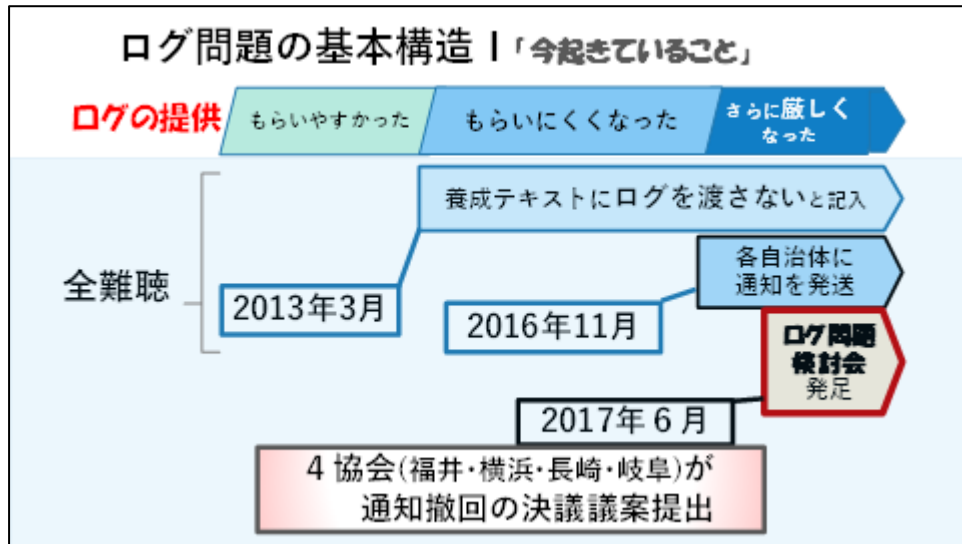 ログ問題の基本構造Ⅰ「今起きていること」
ログの提供
もらいやすかった
もらいにくくなった
さらに厳しく
なった
養成テキストにログを渡さないと記入
全難聴
2013年3月
各自治体に
通知を発送
2016年11月
ログ問題
検討会
発足
2017年6月
4協会(福井・横浜・長崎・岐阜)が
通知撤回の決議議案提出